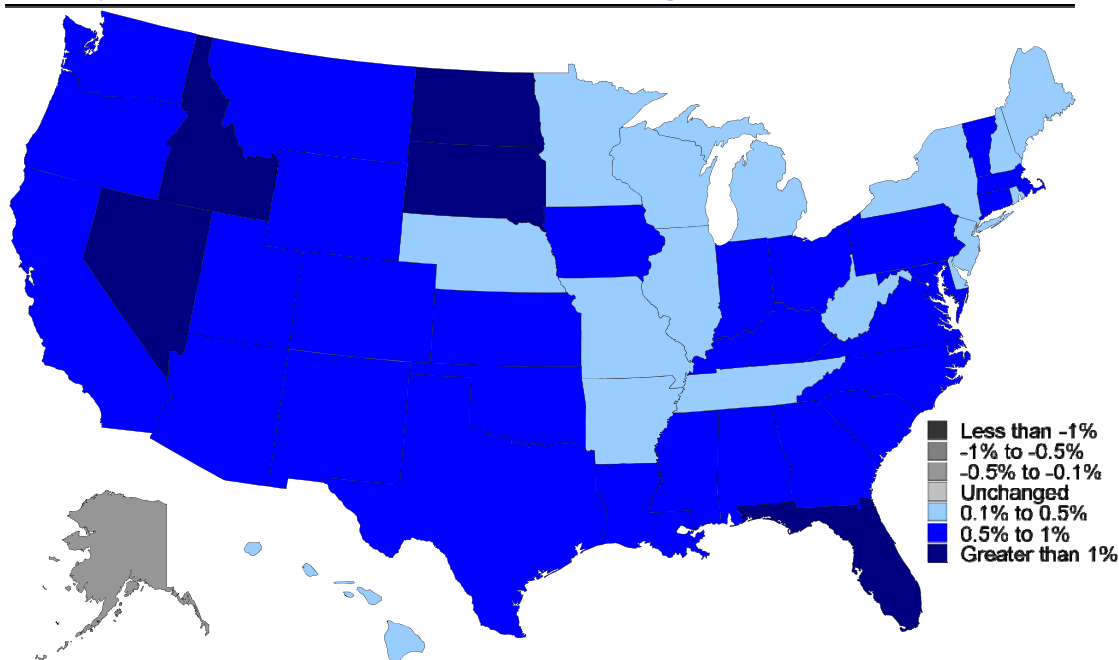 Less than -1%
-1% to -0.5%
-0.5% to -0.1%
Unchanged
0.1% to 0.5%
0.5% to 1%
Greater than 1%